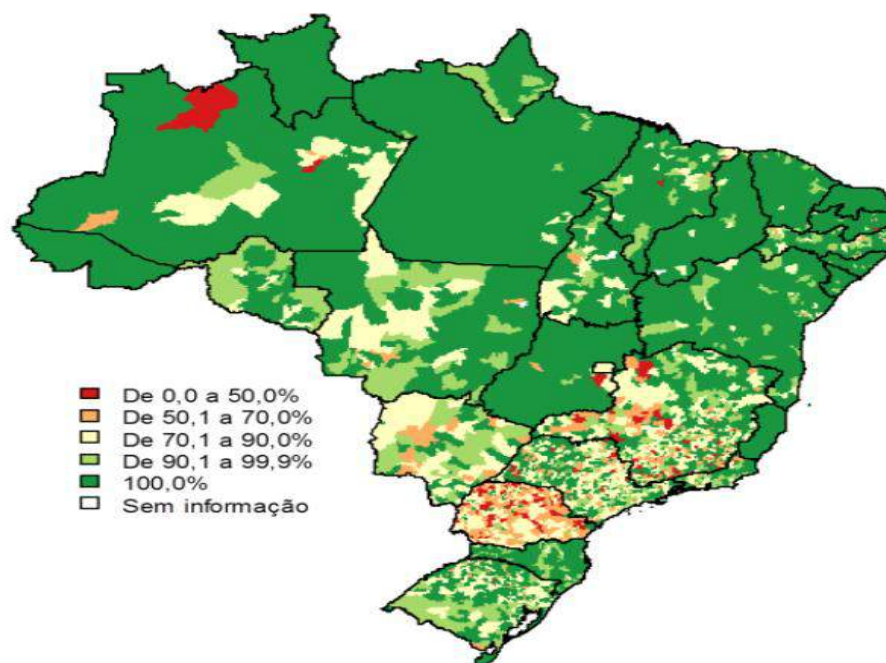 De 0,0 a 50,0%
De 50,1 a 70,0%
De 70,1 a 90,0%
De 90,1 a 99,9%
100,0%
Sem informação